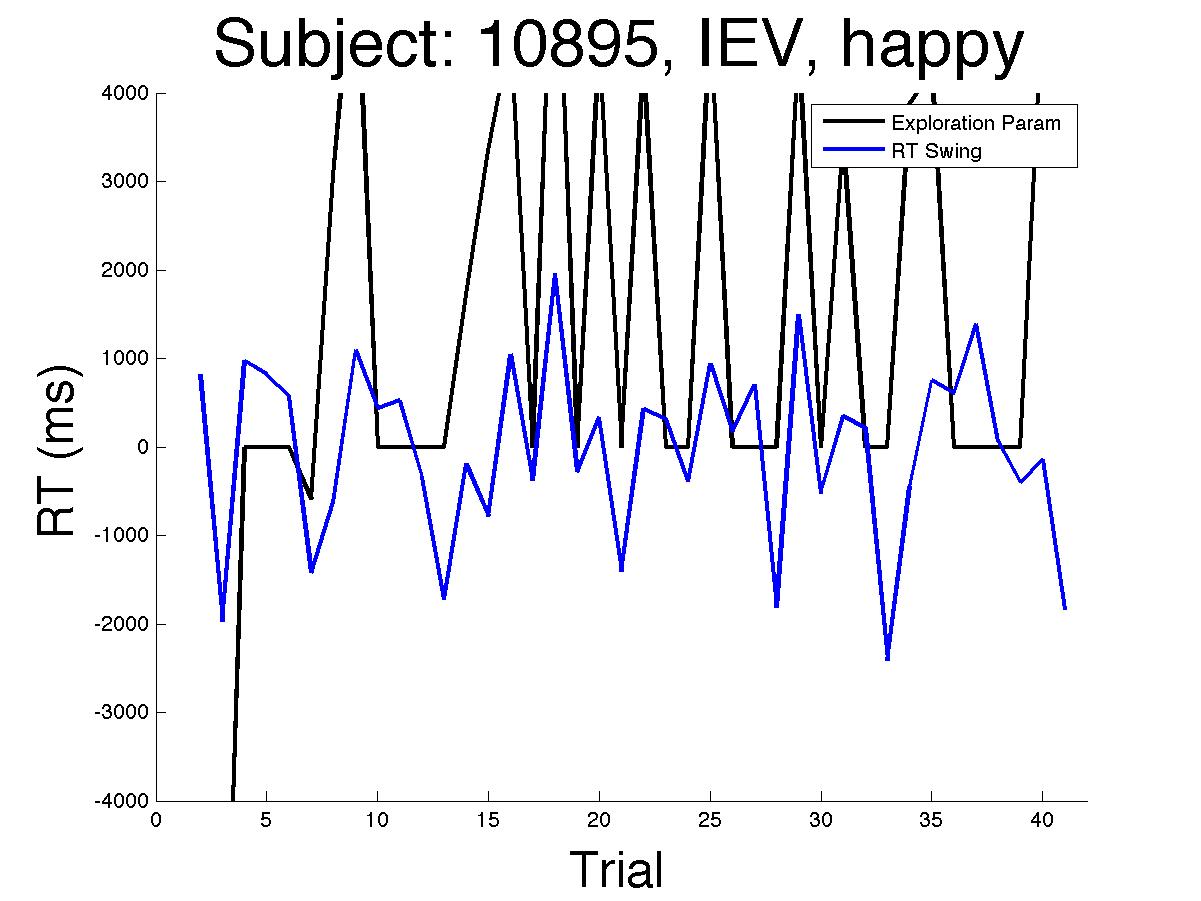 Subject: 10895, IEV, happy
Exploration Param
RT Swing
4000
3000
2000
1000
0
-1000
-2000
-3000
-4000
RT (ms)
0 5 10 15 20 25 30 35 40
Trial